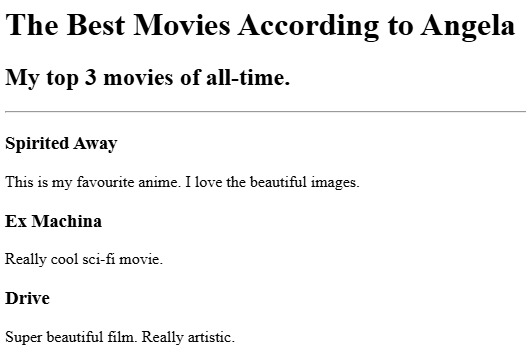 The Best Movies According to Angela
My top 3 movies of all-time.
Spirited Away
This is my favourite anime. I love the beautiful images.
Ex Machina
Really cool sci-fi movie.
Drive
Super beautiful film. Really artistic.